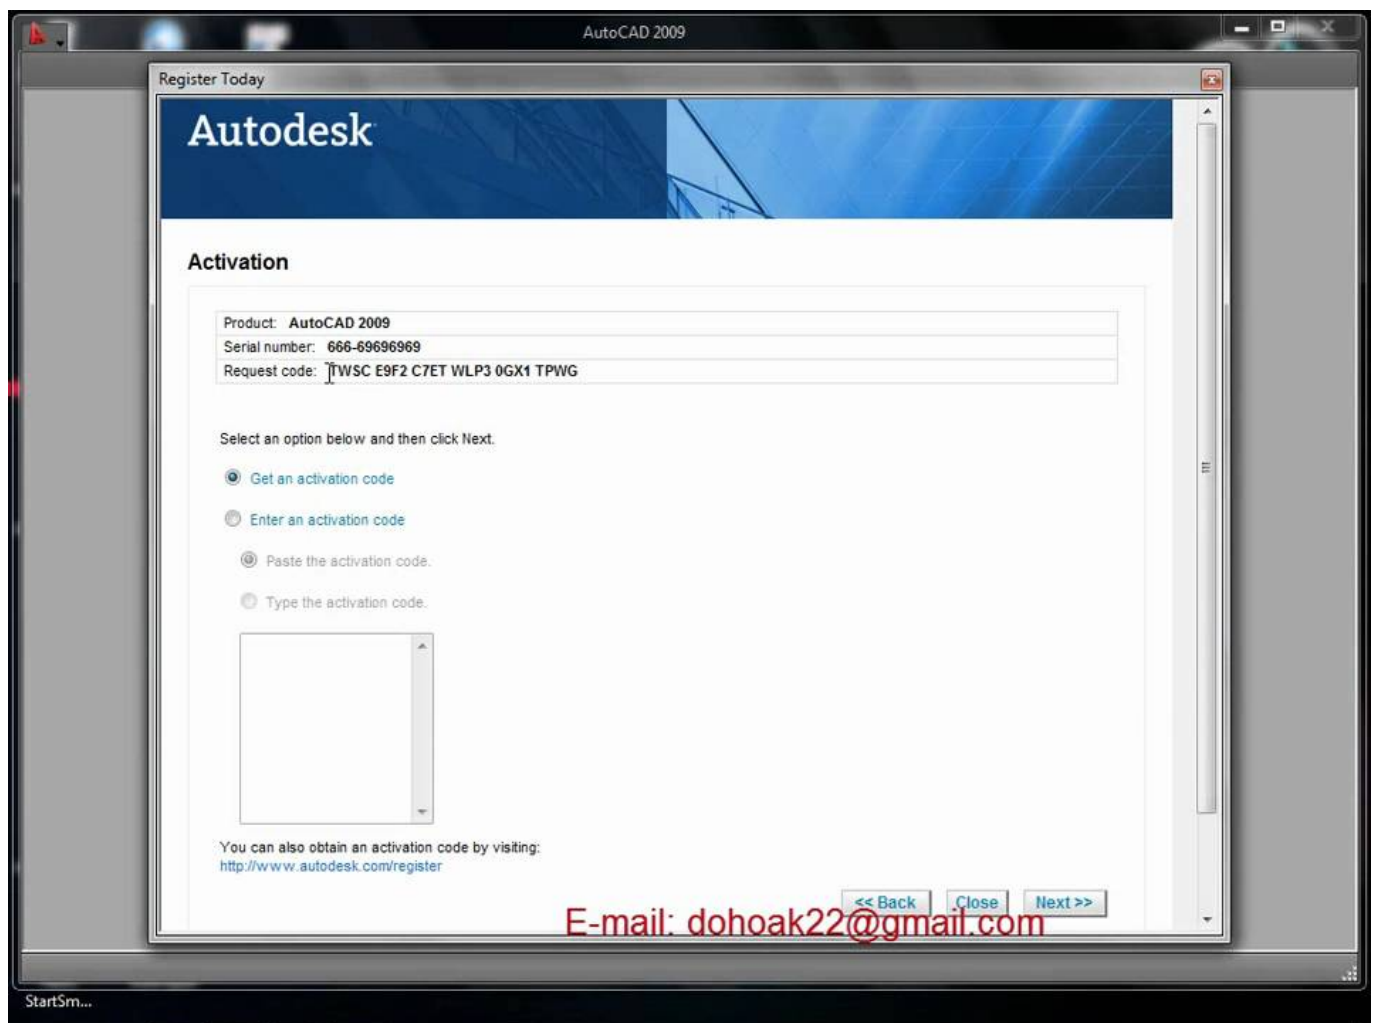 AutoCAD 2009
Register Today
Autodesk
Activation
Product: AutoCAD 2009
Serial number: 666-69696969
Request code: TWSC E9F2 C7ET WLP3 0GX1 TPWG
Select an option below and then click Next.
Get an activation code
Enter an activation code
Paste the activation code.
Type the activation code.
You can also obtain an activation code by visiting:
http://www.autodesk.com/register
<< Back Close Next >>
E-mail: dohoak22@gmail.com
StartSm...